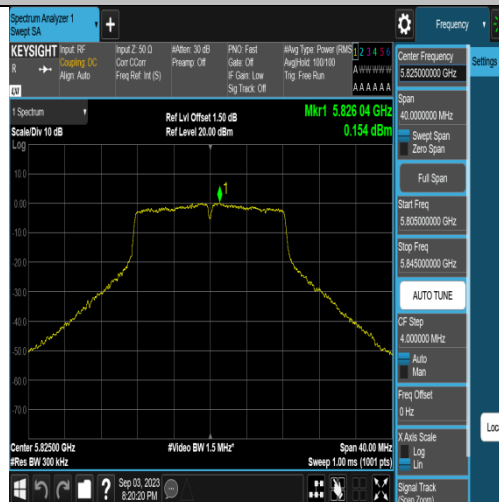 Spectrum Analyzer 1
Swept SA
+
Frequency
KEYSIGHT
Input: RF
Coupling: DC
Align: Auto
Input Z: 50 Ω
Corr CCorr
Freq Ref: Int (S)
#Atten: 30 dB
Preamp: Off
PNO: Fast
Gate: Off
IF Gain: Low
Sig Track: Off
#Avg Type: Power (RMS
Avg|Hold: 100/100
Trig: Free Run
1 2 3 4 5 6
A W W W W W
A A A A A A
R
LXI
1 Spectrum
Scale/Div 10 dB
Ref Lvl Offset 1.50 dB
Ref Level 20.00 dBm
Mkr1 5.826 04 GHz
0.154 dBm
Log
10.0
0.00
-10.0
-20.0
-30.0
-40.0
-50.0
-60.0
-70.0
1
Center 5.82500 GHz
#Res BW 300 kHz
#Video BW 1.5 MHz*
Span 40.00 MHz
Sweep 1.00 ms (1001 pts)
Sep 03, 2023
8:20:20 PM
?
Center Frequency
5.825000000 GHz
Settings
Span
40.0000000 MHz
Swept Span
Zero Span
Full Span
Start Freq
5.805000000 GHz
Stop Freq
5.845000000 GHz
AUTO TUNE
CF Step
4.000000 MHz
Auto
Man
Freq Offset
0 Hz
X Axis Scale
Log
Lin
Loca
Signal Track
(Span Zoom)